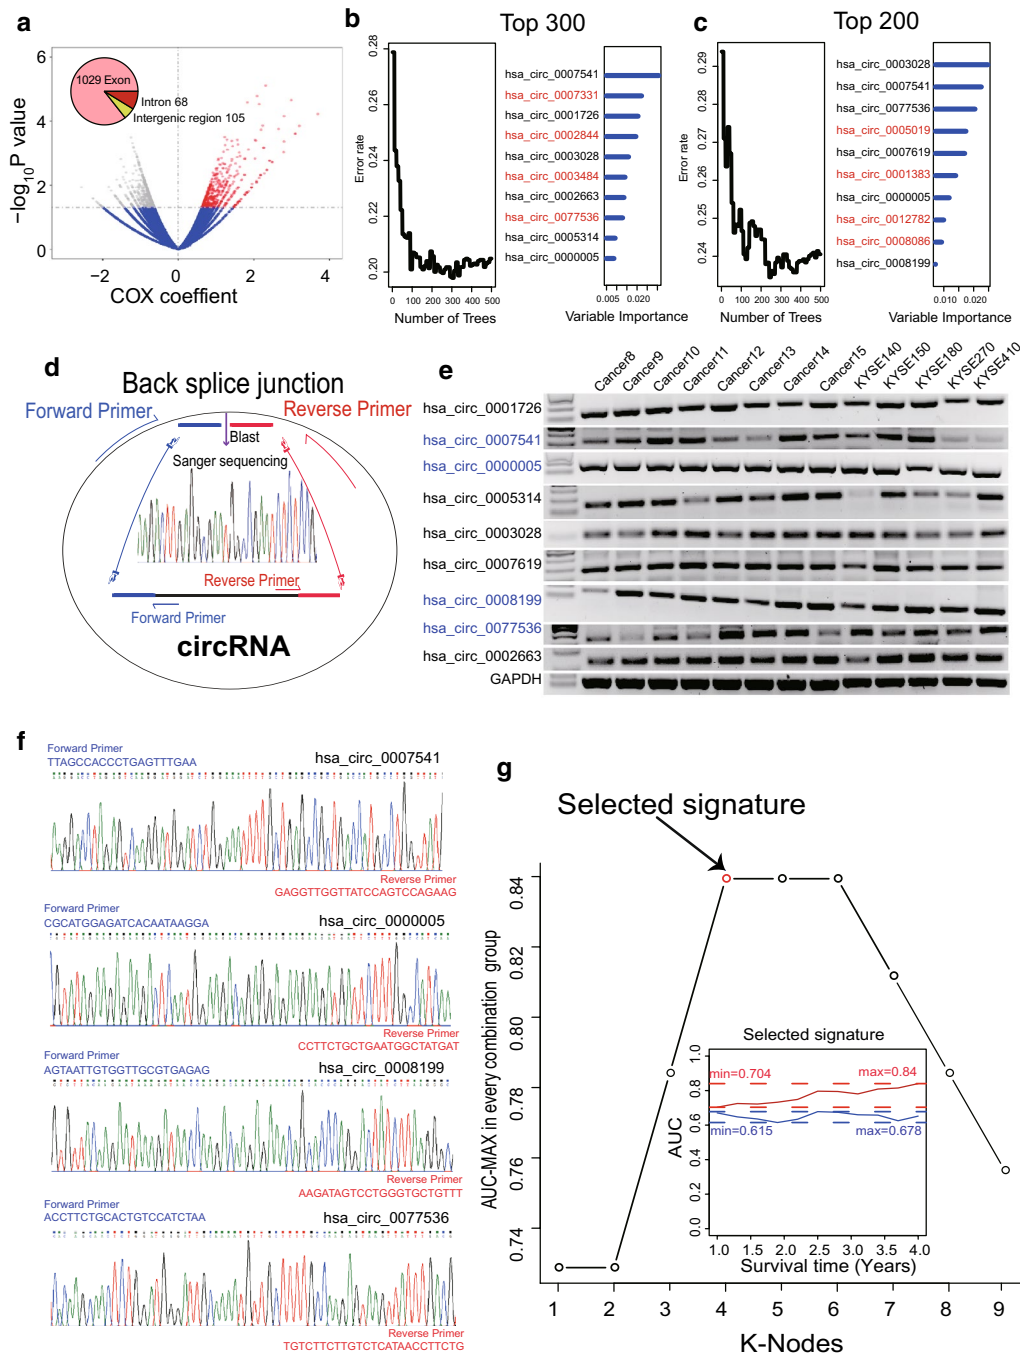 a
6
4
2
0
−log10P value
1029 Exon
Intron 68
Intergenic region 105
−2
0
2
4
COX coeffient
b
Top 300
0.28
0.26
0.24
0.22
0.20
Error rate
0
100
200
300
400
500
Number of Trees
hsa_circ_0007541
hsa_circ_0007331
hsa_circ_0001726
hsa_circ_0002844
hsa_circ_0003028
hsa_circ_0003484
hsa_circ_0002663
hsa_circ_0077536
hsa_circ_0005314
hsa_circ_0000005
0.005
0.020
Variable Importance
c
Top 200
0.29
0.28
0.27
0.26
0.25
0.24
Error rate
0
100
200
300
400
500
Number of Trees
hsa_circ_0003028
hsa_circ_0007541
hsa_circ_0077536
hsa_circ_0005019
hsa_circ_0007619
hsa_circ_0001383
hsa_circ_0000005
hsa_circ_0012782
hsa_circ_0008086
hsa_circ_0008199
0.010
0.020
Variable Importance
d
Back splice junction
Forward Primer
Reverse Primer
Blast
Sanger sequencing
Reverse Primer
Forward Primer
circRNA
e
Cancer8
Cancer9
Cancer10
Cancer11
Cancer12
Cancer13
Cancer14
Cancer15
KYSE140
KYSE150
KYSE180
KYSE270
KYSE410
hsa_circ_0001726
hsa_circ_0007541
hsa_circ_0000005
hsa_circ_0005314
hsa_circ_0003028
hsa_circ_0007619
hsa_circ_0008199
hsa_circ_0077536
hsa_circ_0002663
GAPDH
f
Forward Primer
TTAGCCACCCTGAGTTTGAA
hsa_circ_0007541
Reverse Primer
GAGGTTGGTTATCCAGTCCAGAAG
Forward Primer
CGCATGGAGATCACAATAAGGA
hsa_circ_0000005
Reverse Primer
CCTTCTGCTGAATGGCTATGAT
Forward Primer
AGTAATTGTGGTTGCGTGAGAG
hsa_circ_0008199
Reverse Primer
AAGATAGTCCTGGGTGCTGTTT
Forward Primer
ACCTTCTGCACTGTCCATCTAA
hsa_circ_0077536
Reverse Primer
TGTCTTCTTGTCTCATAACCTTCTG
g
Selected signature
0.84
0.82
0.80
0.78
0.76
0.74
AUC-MAX in every combination group
Selected signature
1.0
0.8
0.6
0.4
0.2
0.0
AUC
min=0.704
max=0.84
min=0.615
max=0.678
1.0
1.5
2.0
2.5
3.0
3.5
4.0
Survival time (Years)
1
2
3
4
5
6
7
8
9
K-Nodes